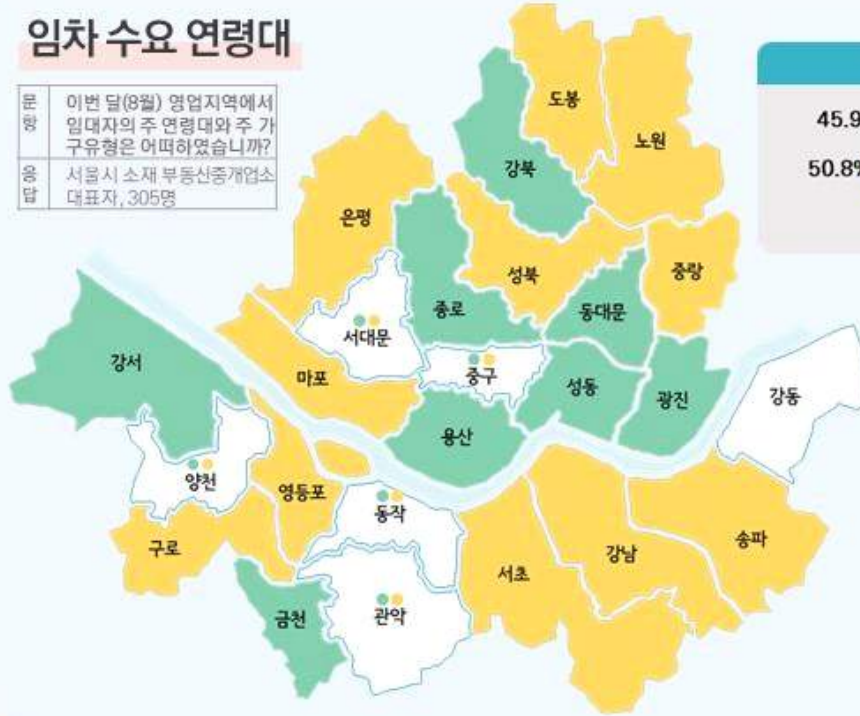 임차 수요 연령대
문항
이번 달(8월) 영업지역에서
임대자의 주 연령대와 주 가
구유형은 어떠하였습니까?
응답
서울시 소재 부동산중개업소
대표자, 305명
45.9
50.8%
도봉
노원
강북
은평
성북
중랑
종로
동대문
서대문
강서
중구
마포
성동
광진
강동
용산
양천
영등포
동작
구로
서초
강남
송파
금천
관악